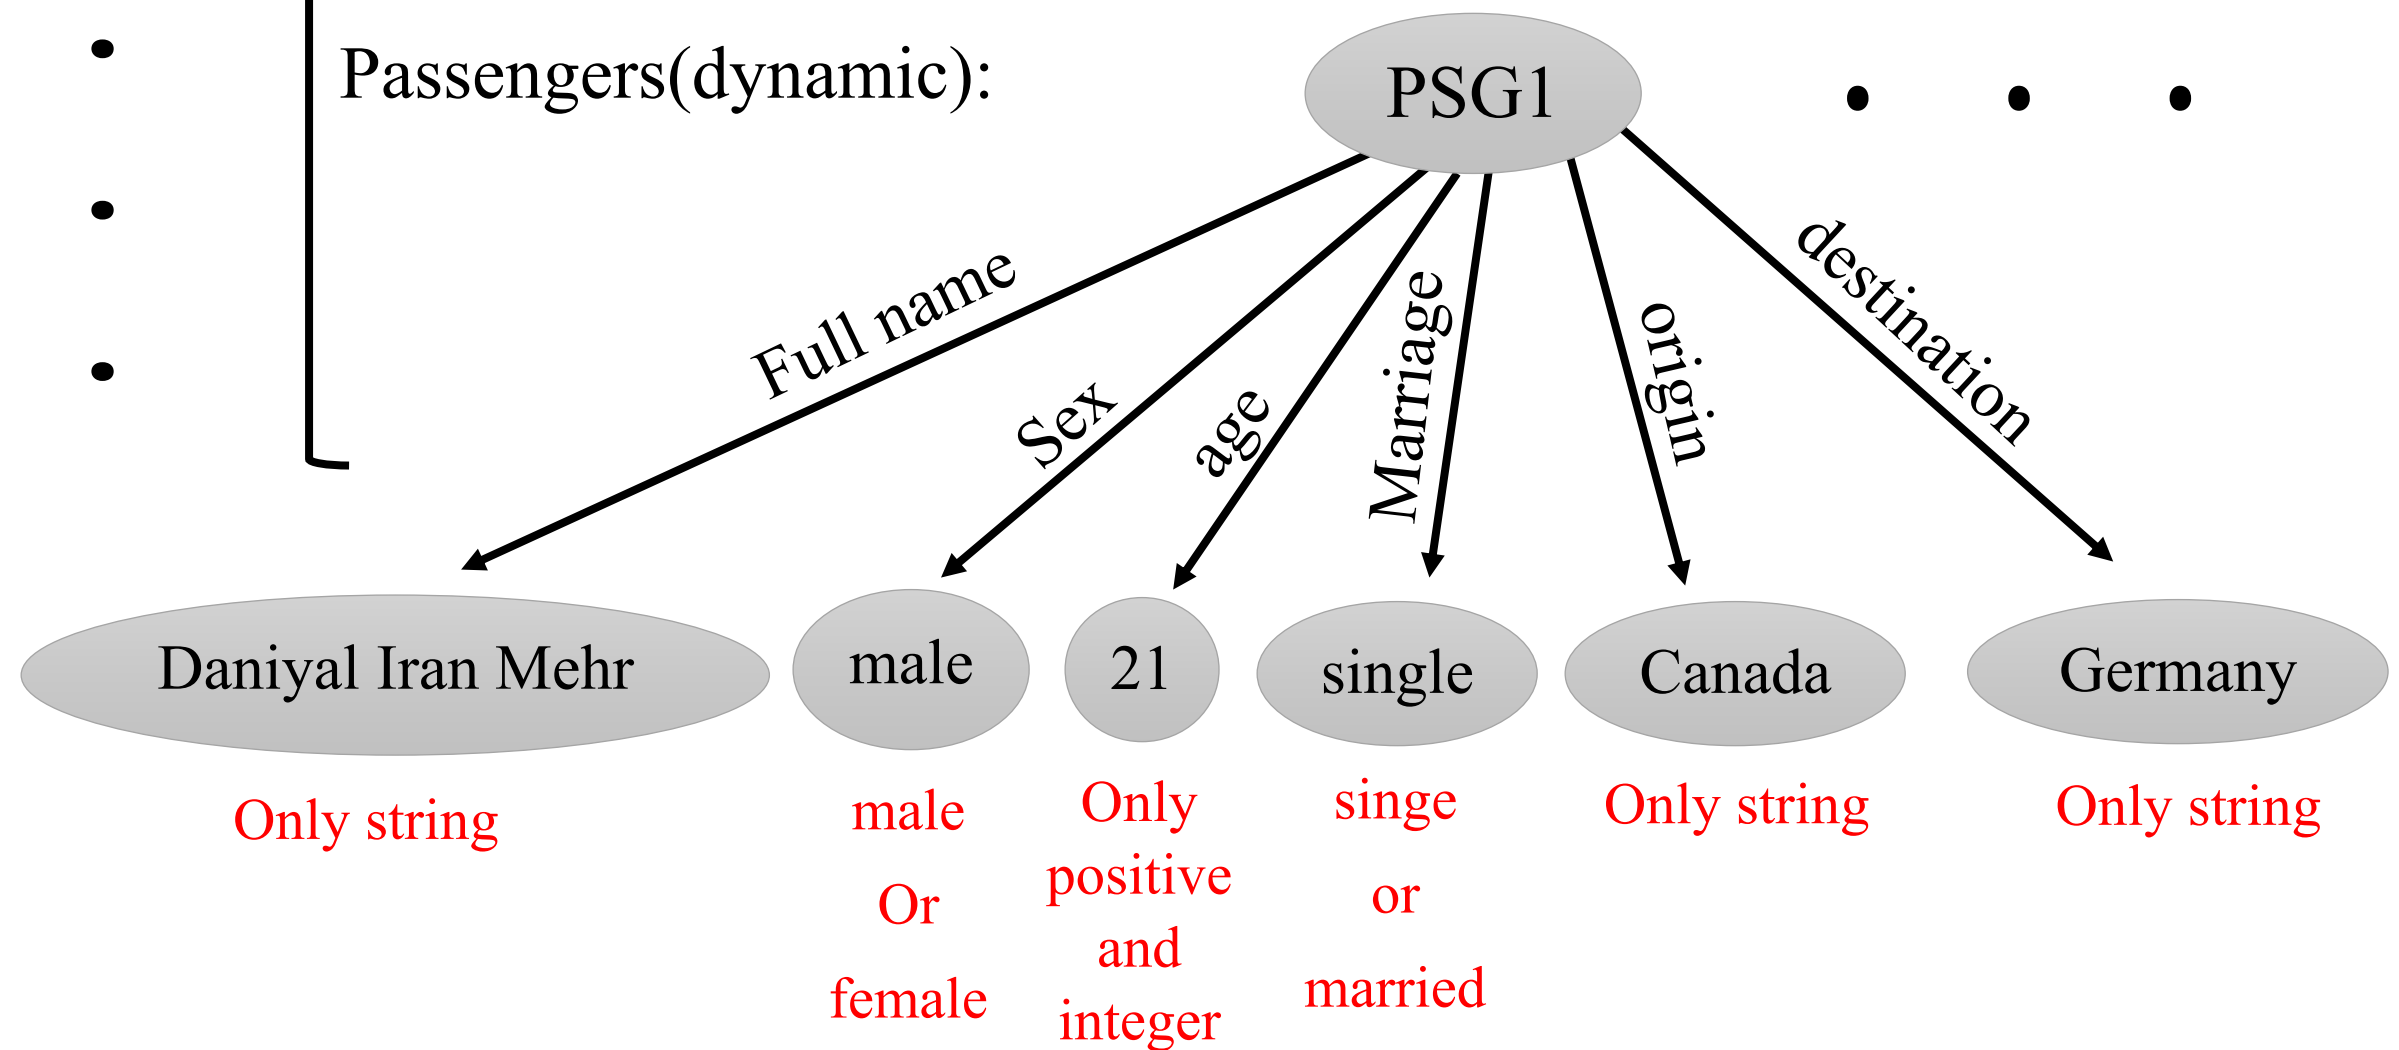 Passengers(dynamic):
PSG1
Full name
Sex
age
Marriage
origin
destination
Daniyal Iran Mehr
male
21
single
Canada
Germany
Only string
male
Or
female
Only
positive
and
integer
singe
or
married
Only string
Only string